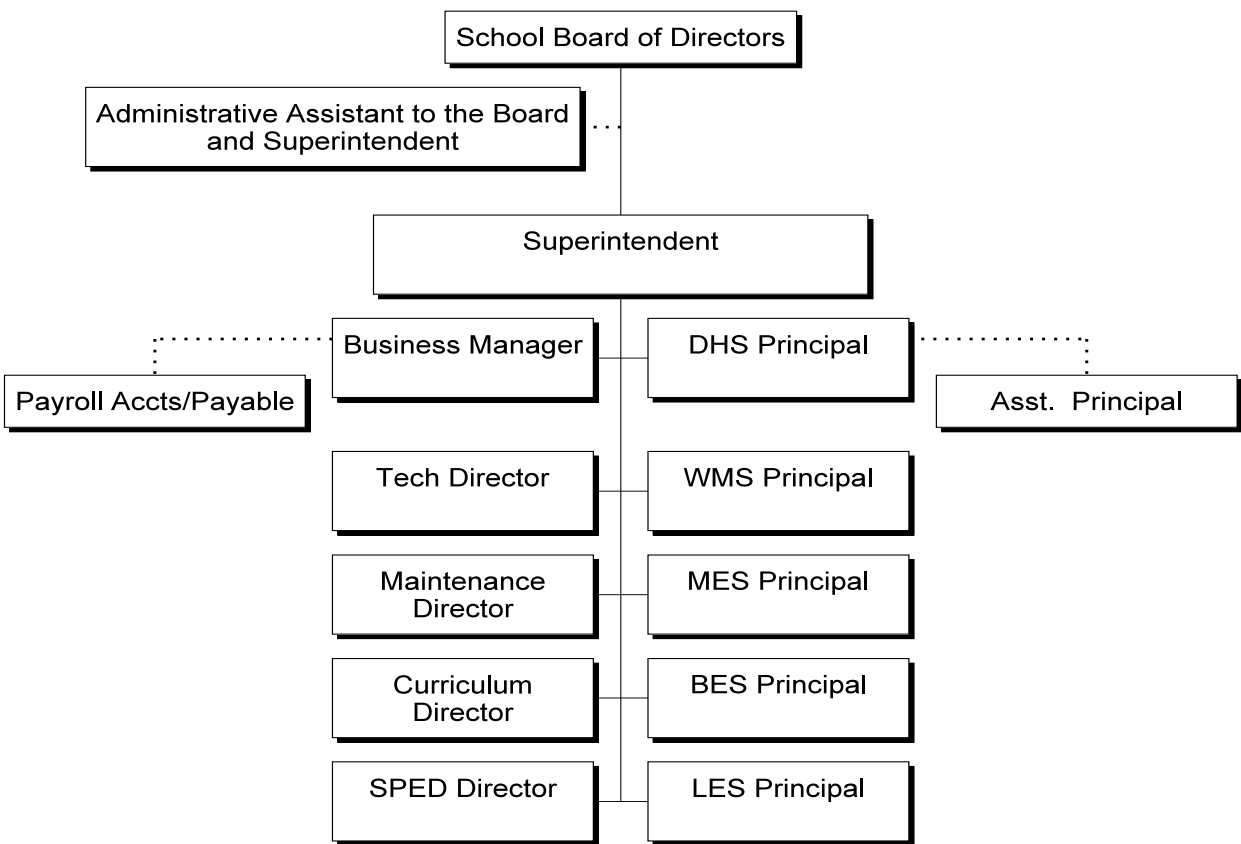 School Board of Directors
Administrative Assistant to the Board
and Superintendent
Superintendent
Business Manager
DHS Principal
Payroll Accts/Payable
Asst. Principal
Tech Director
WMS Principal
Maintenance
Director
MES Principal
Curriculum
Director
BES Principal
SPED Director
LES Principal